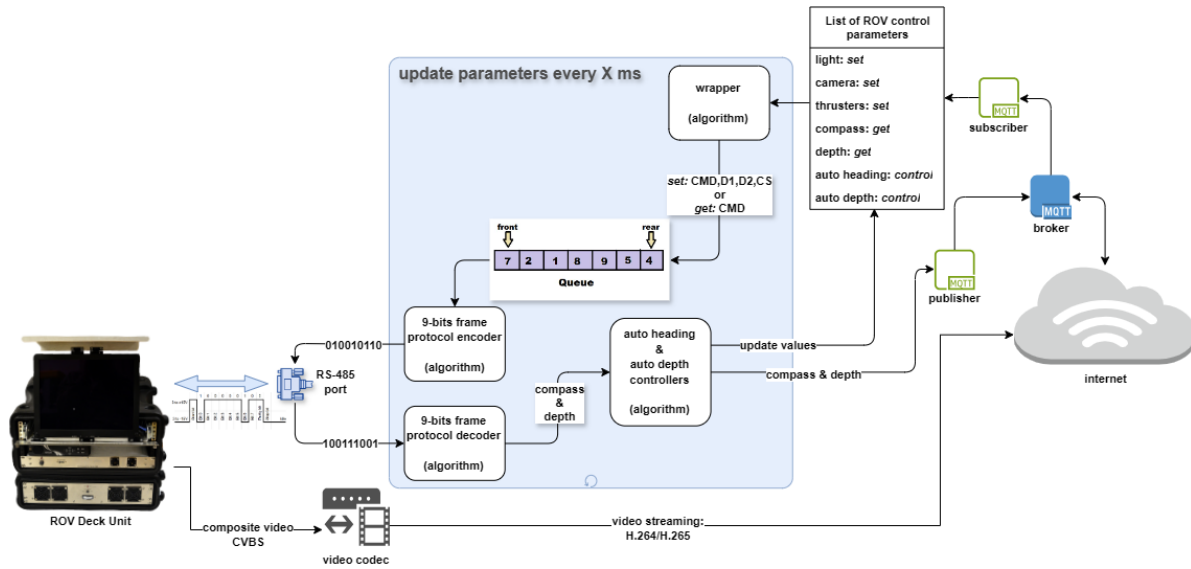 List of ROV control
parameters
light: set
camera: set
thrusters: set
compass: get
depth: get
auto heading: control
auto depth: control
update parameters every X ms
wrapper
(algorithm)
MQTT
subscriber
set: CMD,D1,D2,CS
or
get: CMD
MQTT
broker
front
rear
7 2 1 8 9 5 4
Queue
MQTT
publisher
9-bits frame
protocol encoder
(algorithm)
010010110
RS-485
port
auto heading
&
auto depth
controllers
(algorithm)
update values
compass & depth
internet
compass
&
depth
100111001
9-bits frame
protocol decoder
(algorithm)
ROV Deck Unit
composite video
CVBS
video codec
video streaming:
H.264/H.265